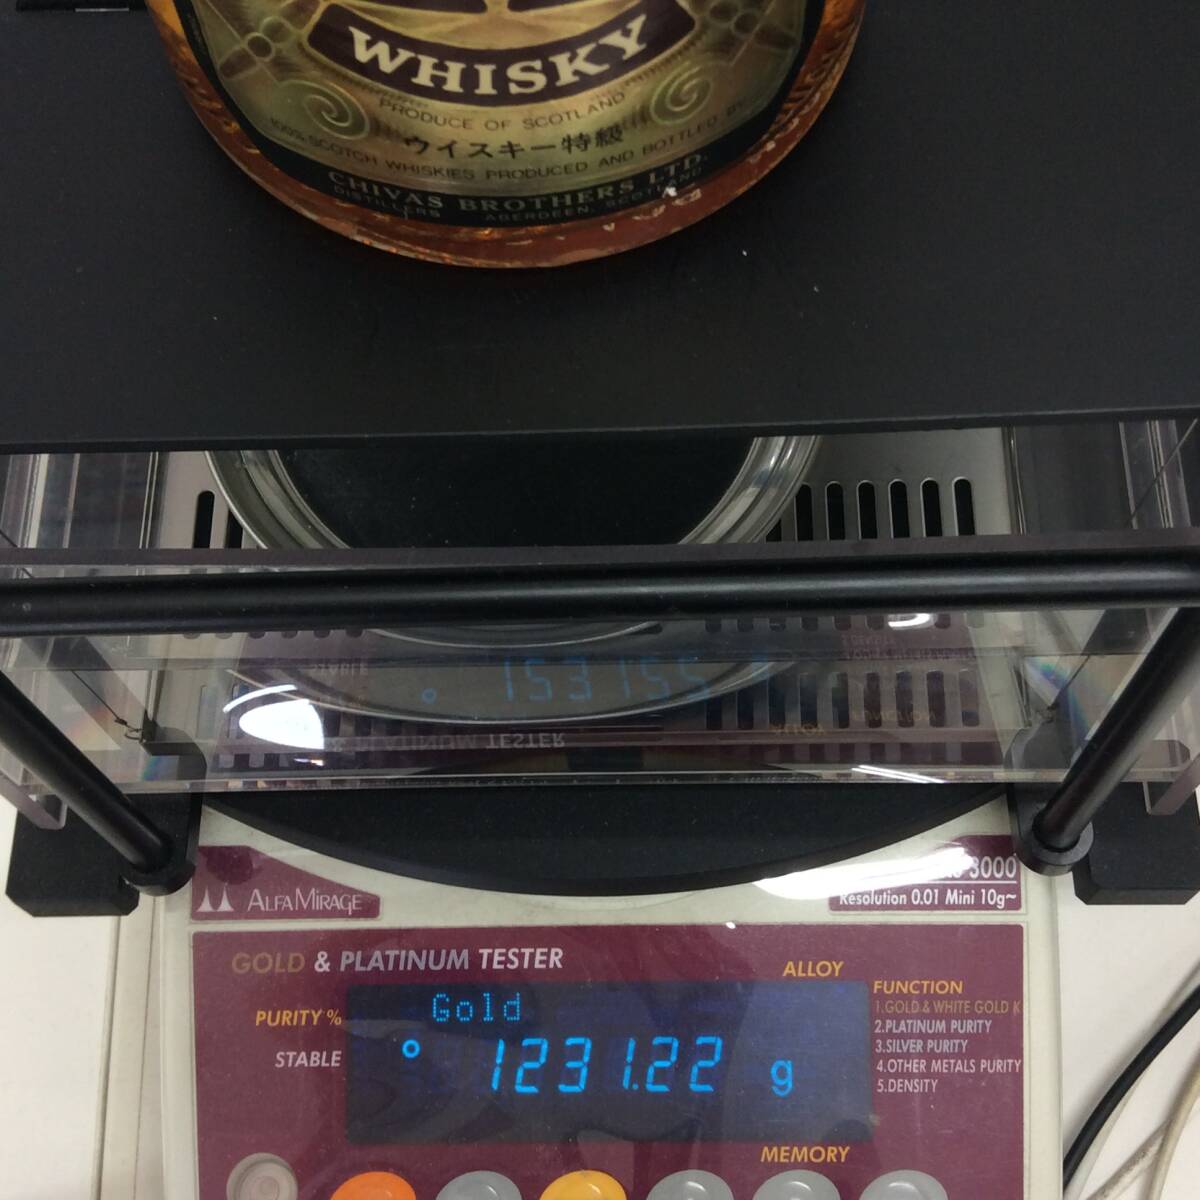 WHISKY
PRODUCE OF SCOTLAND
ウイスキー特級
100% SCOTCH WHISKIES PRODUCED AND BOTTLED BY
CHIVAS BROTHERS LTD.
DISTILLERS ABERDEEN, SCOTLAND
ALFAMIRAGE
3000
Resolution 0.01 Mini 10g~
GOLD & PLATINUM TESTER
ALLOY
FUNCTION
1.GOLD & WHITE GOLD K
2.PLATINUM PURITY
3.SILVER PURITY
4.OTHER METALS PURITY
5.DENSITY
PURITY %
STABLE
Gold
1231.22 g
MEMORY